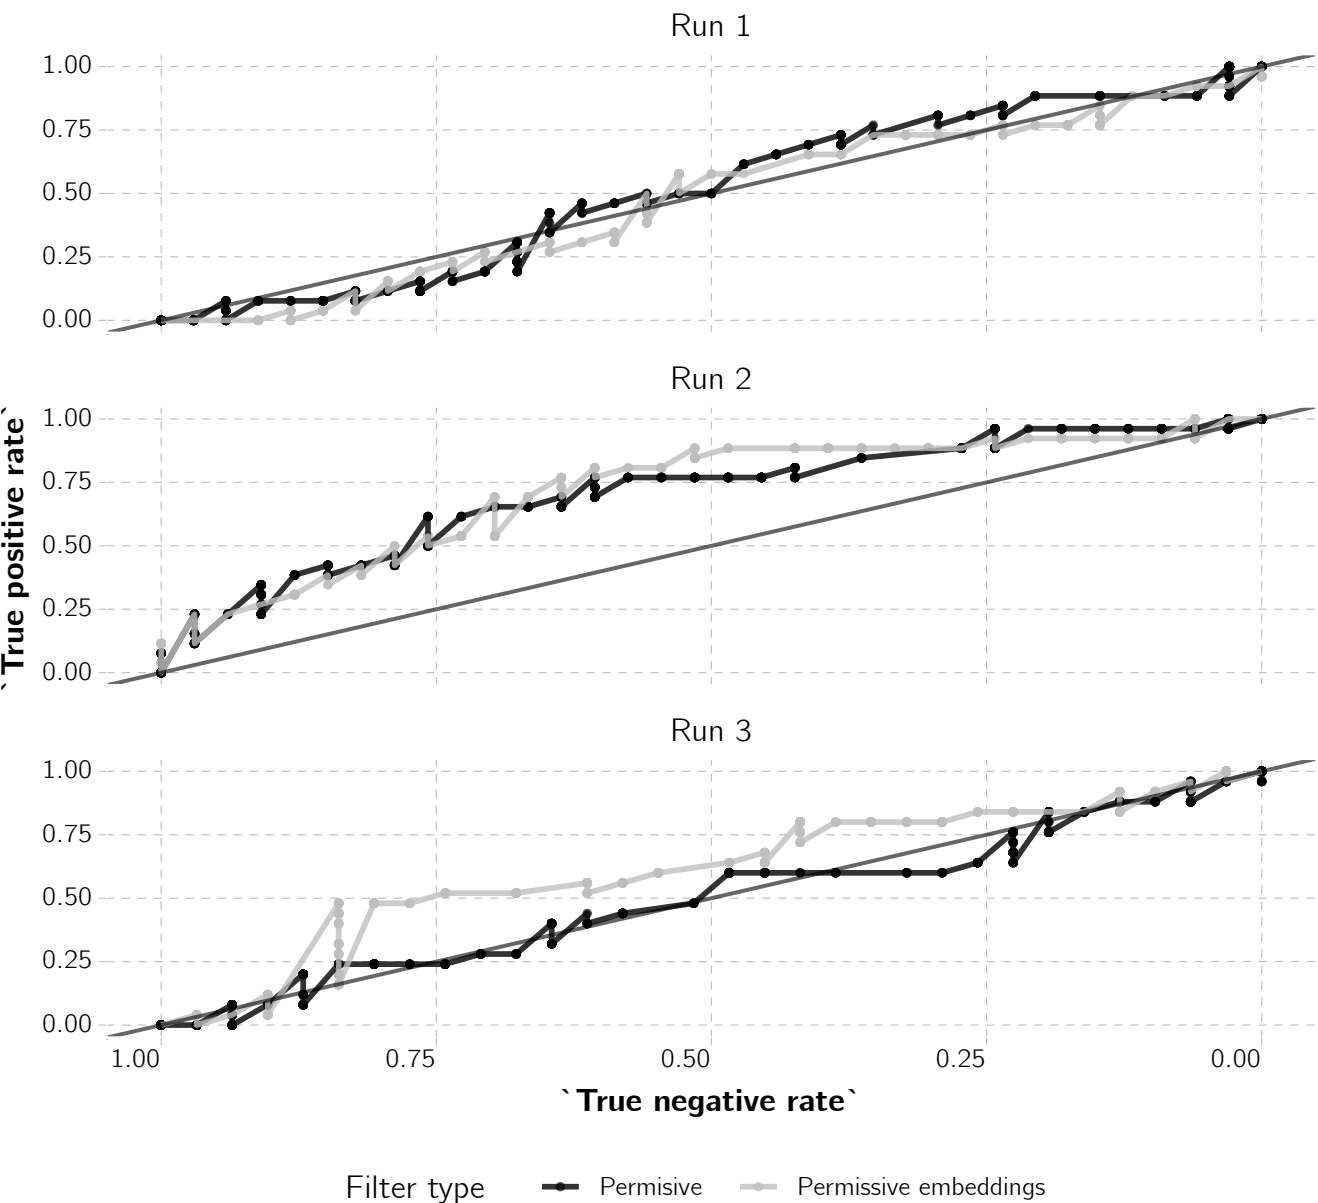 Run 1
1.00
0.75
0.50
0.25
0.00
Run 2
1.00
0.75
0.50
0.25
0.00
`True positive rate`
Run 3
1.00
0.75
0.50
0.25
0.00
1.00 0.75 0.50 0.25 0.00
`True negative rate`
Filter type Permisive Permissive embeddings